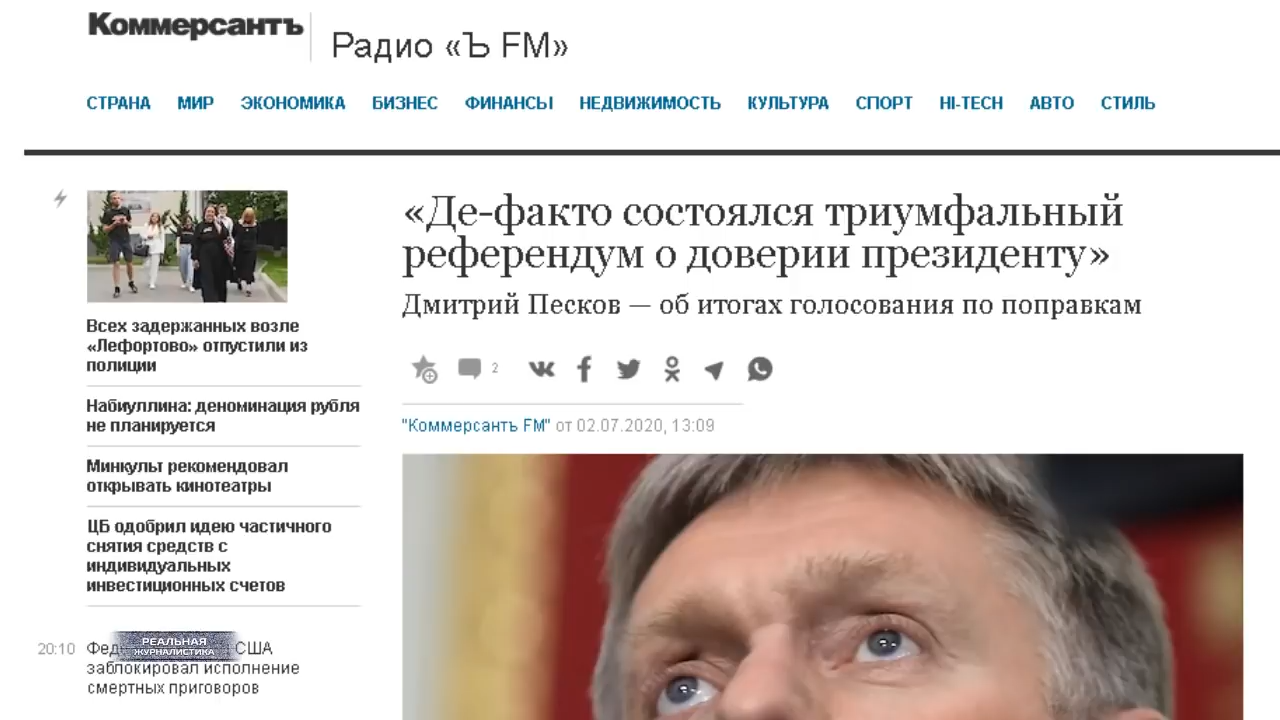 Коммерсантъ
Радио «Ъ FM»
СТРАНА МИР ЭКОНОМИКА БИЗНЕС ФИНАНСЫ НЕДВИЖИМОСТЬ КУЛЬТУРА СПОРТ HI-TECH АВТО СТИЛЬ
Всех задержанных возле
«Лефортово» отпустили из
полиции
Набиуллина: деноминация рубля
не планируется
Минкульт рекомендовал
открывать кинотеатры
ЦБ одобрил идею частичного
снятия средств с
индивидуальных
инвестиционных счетов
20:10 США
заблокировал исполнение
смертных приговоров
РЕАЛЬНАЯ
ЖУРНАЛИСТИКА
«Де-факто состоялся триумфальный
референдум о доверии президенту»
Дмитрий Песков — об итогах голосования по поправкам
2
"Коммерсантъ FM" от 02.07.2020, 13:09